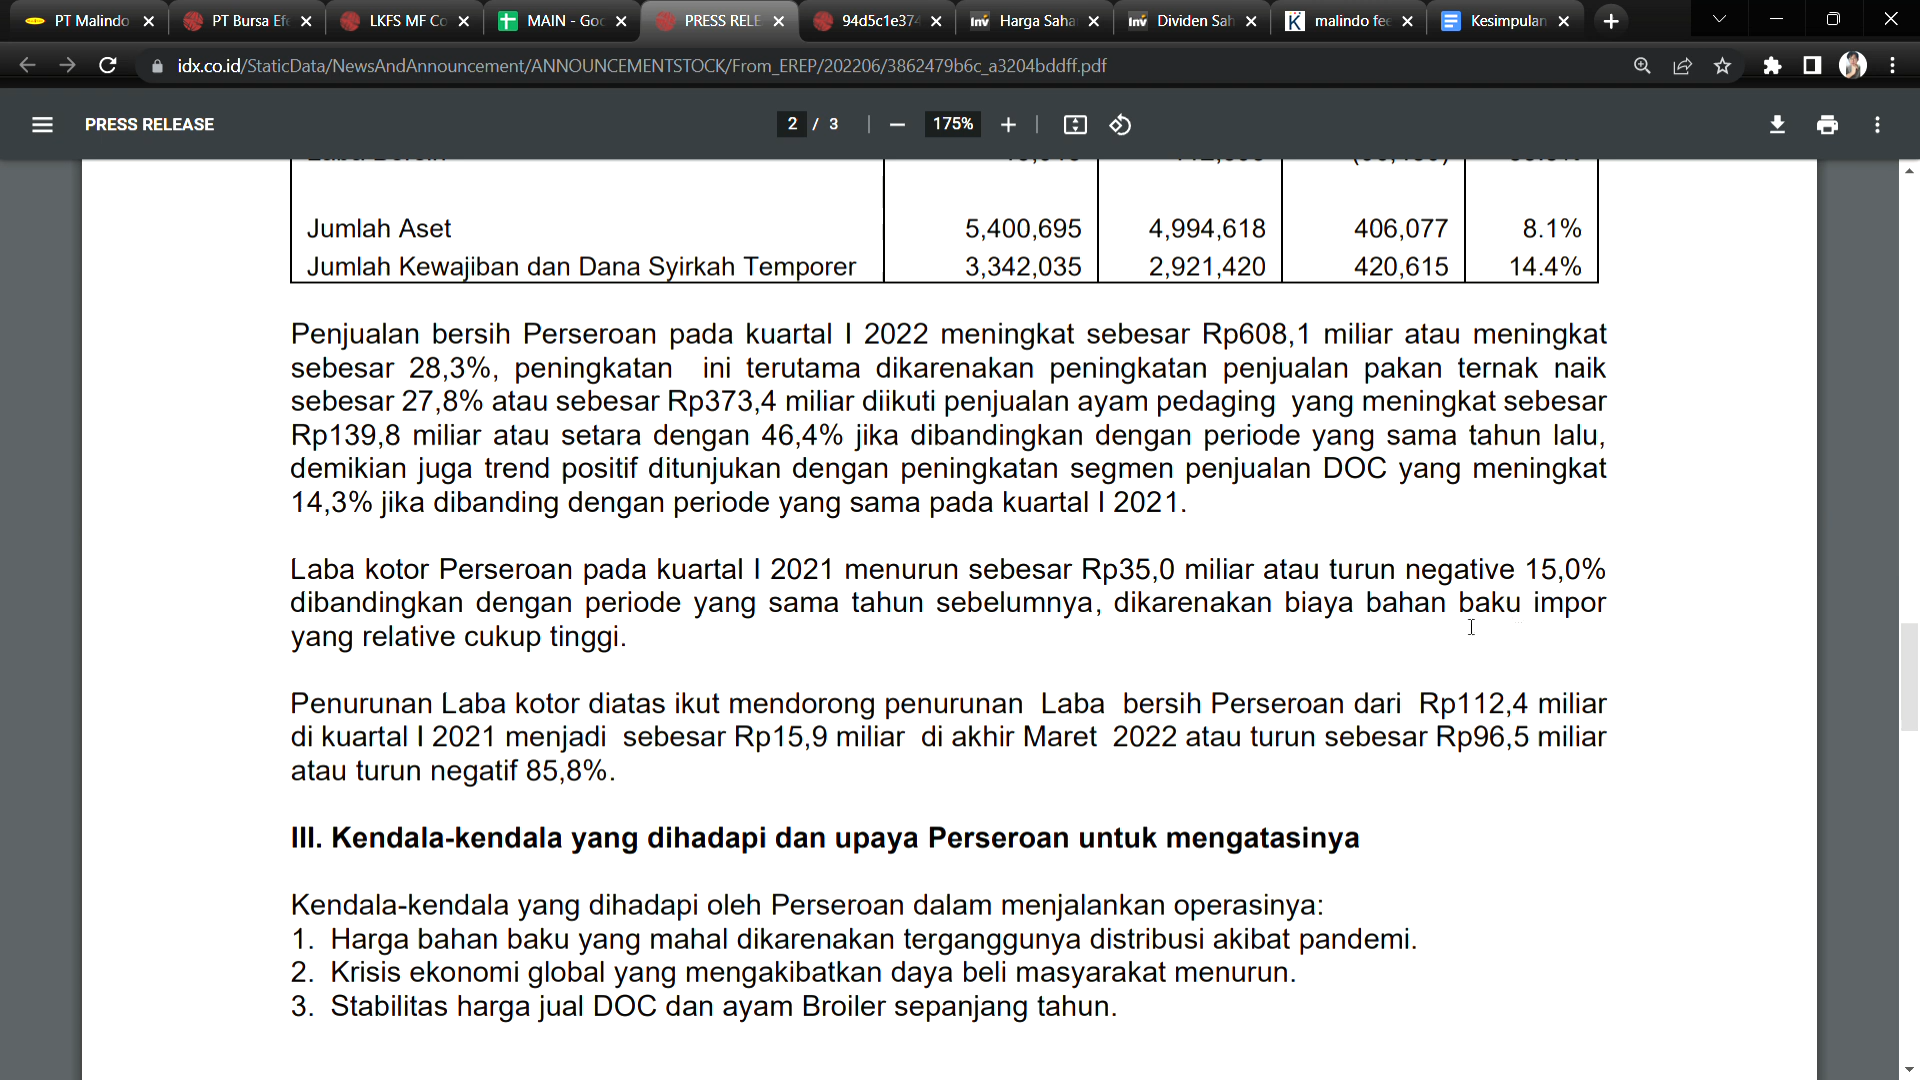 PT Malindo
PT Bursa Efe
LKFS MF Co
MAIN - Goo
PRESS RELE
94d5c1e374
Harga Saha
Dividen Sah
malindo fee
Kesimpulan
idx.co.id/StaticData/NewsAndAnnouncement/ANNOUNCEMENTSTOCK/From_EREP/202206/3862479b6c_a3204bddff.pdf
PRESS RELEASE
2 / 3
175%
Jumlah Aset 5,400,695 4,994,618 406,077 8.1%
Jumlah Kewajiban dan Dana Syirkah Temporer 3,342,035 2,921,420 420,615 14.4%
Penjualan bersih Perseroan pada kuartal I 2022 meningkat sebesar Rp608,1 miliar atau meningkat
sebesar 28,3%, peningkatan ini terutama dikarenakan peningkatan penjualan pakan ternak naik
sebesar 27,8% atau sebesar Rp373,4 miliar diikuti penjualan ayam pedaging yang meningkat sebesar
Rp139,8 miliar atau setara dengan 46,4% jika dibandingkan dengan periode yang sama tahun lalu,
demikian juga trend positif ditunjukan dengan peningkatan segmen penjualan DOC yang meningkat
14,3% jika dibanding dengan periode yang sama pada kuartal I 2021.
Laba kotor Perseroan pada kuartal I 2021 menurun sebesar Rp35,0 miliar atau turun negative 15,0%
dibandingkan dengan periode yang sama tahun sebelumnya, dikarenakan biaya bahan baku impor
yang relative cukup tinggi.
Penurunan Laba kotor diatas ikut mendorong penurunan Laba bersih Perseroan dari Rp112,4 miliar
di kuartal I 2021 menjadi sebesar Rp15,9 miliar di akhir Maret 2022 atau turun sebesar Rp96,5 miliar
atau turun negatif 85,8%.
III. Kendala-kendala yang dihadapi dan upaya Perseroan untuk mengatasinya
Kendala-kendala yang dihadapi oleh Perseroan dalam menjalankan operasinya:
1. Harga bahan baku yang mahal dikarenakan terganggunya distribusi akibat pandemi.
2. Krisis ekonomi global yang mengakibatkan daya beli masyarakat menurun.
3. Stabilitas harga jual DOC dan ayam Broiler sepanjang tahun.